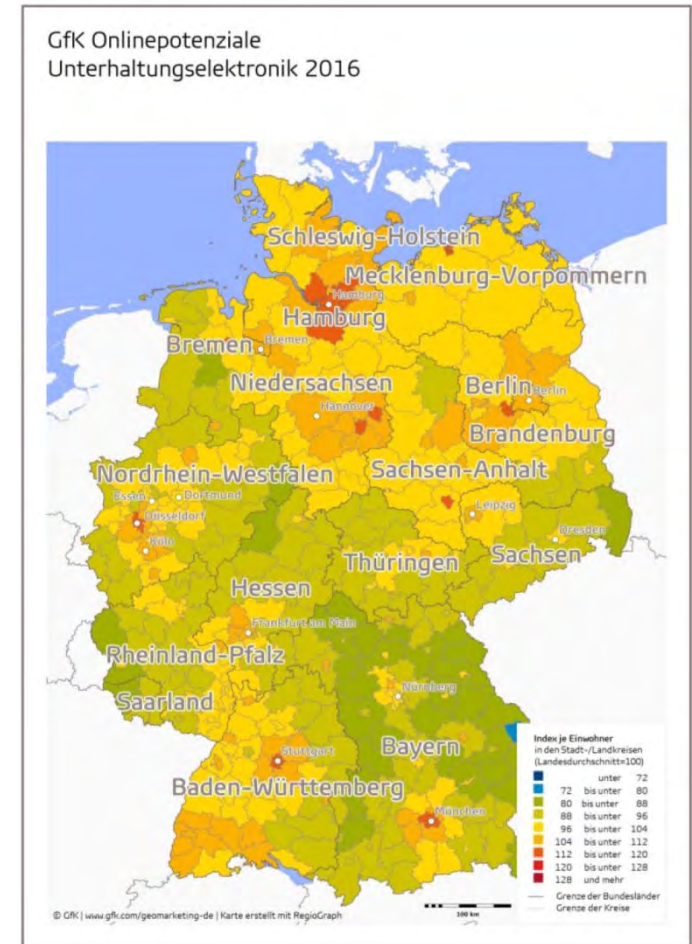 GfK Onlinepotenziale
Unterhaltungselektronik 2016
Schleswig-Holstein
Mecklenburg-Vorpommern
Hamburg
Hamburg
Bremen
Bremen
Niedersachsen
Hannover
Berlin
Berlin
Brandenburg
Nordrhein-Westfalen
Sachsen-Anhalt
Essen
Dortmund
Düsseldorf
Leipzig
Köln
Dresden
Sachsen
Thüringen
Hessen
Frankfurt am Main
Rheinland-Pfalz
Saarland
Nürnberg
Bayern
Stuttgart
Baden-Württemberg
München
Index je Einwohner
in den Stadt-/Landkreisen
(Landesdurchschnitt=100)
unter 72
72 bis unter 80
80 bis unter 88
88 bis unter 96
96 bis unter 104
104 bis unter 112
112 bis unter 120
120 bis unter 128
128 und mehr
Grenze der Bundesländer
Grenze der Kreise
100 km
© GfK | www.gfk.com/geomarketing-de | Karte erstellt mit RegioGraph